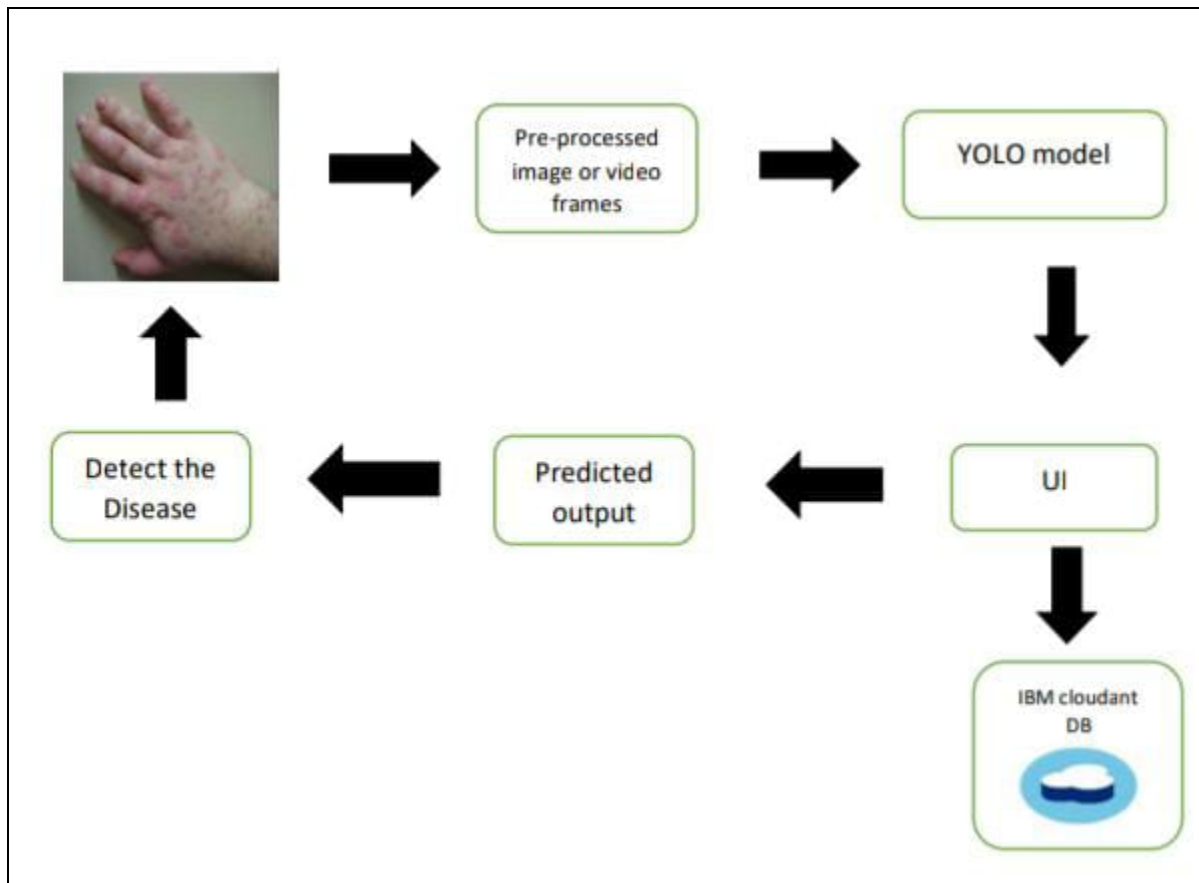 Pre-processed
image or video
frames
YOLO model
UI
Predicted
output
Detect the
Disease
IBM cloudant
DB